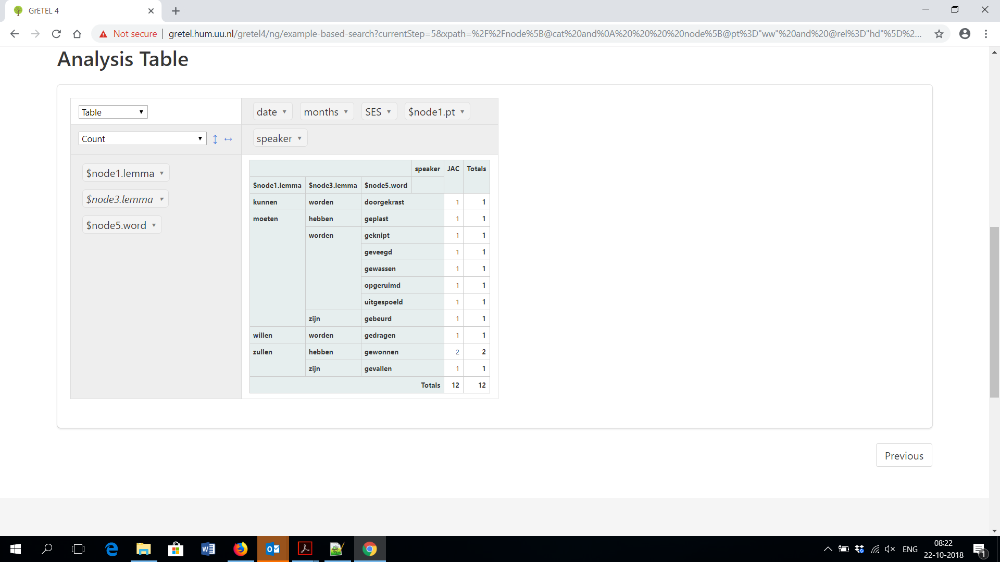 GrETEL 4
Not secure gretel.hum.uu.nl/gretel4/ng/example-based-search?currentStep=5&xpath=%2F%2Fnode%5B@cat%20and%0A%20%20%20%20node%5B@pt%3D"ww"%20and%20@rel%3D"hd"%5D%2...
Analysis Table
Table date months SES $node1.pt
Count speaker
$node1.lemma
$node3.lemma
$node5.word
speaker JAC Totals
$node1.lemma $node3.lemma $node5.word
kunnen worden doorgekrast 1 1
moeten hebben geplast 1 1
worden geknipt 1 1
geveegd 1 1
gewassen 1 1
opgeruimd 1 1
uitgespoeld 1 1
zijn gebeurd 1 1
willen worden gedragen 1 1
zullen hebben gewonnen 2 2
zijn gevallen 1 1
Totals 12 12
Previous
ENG
08:22
22-10-2018
1